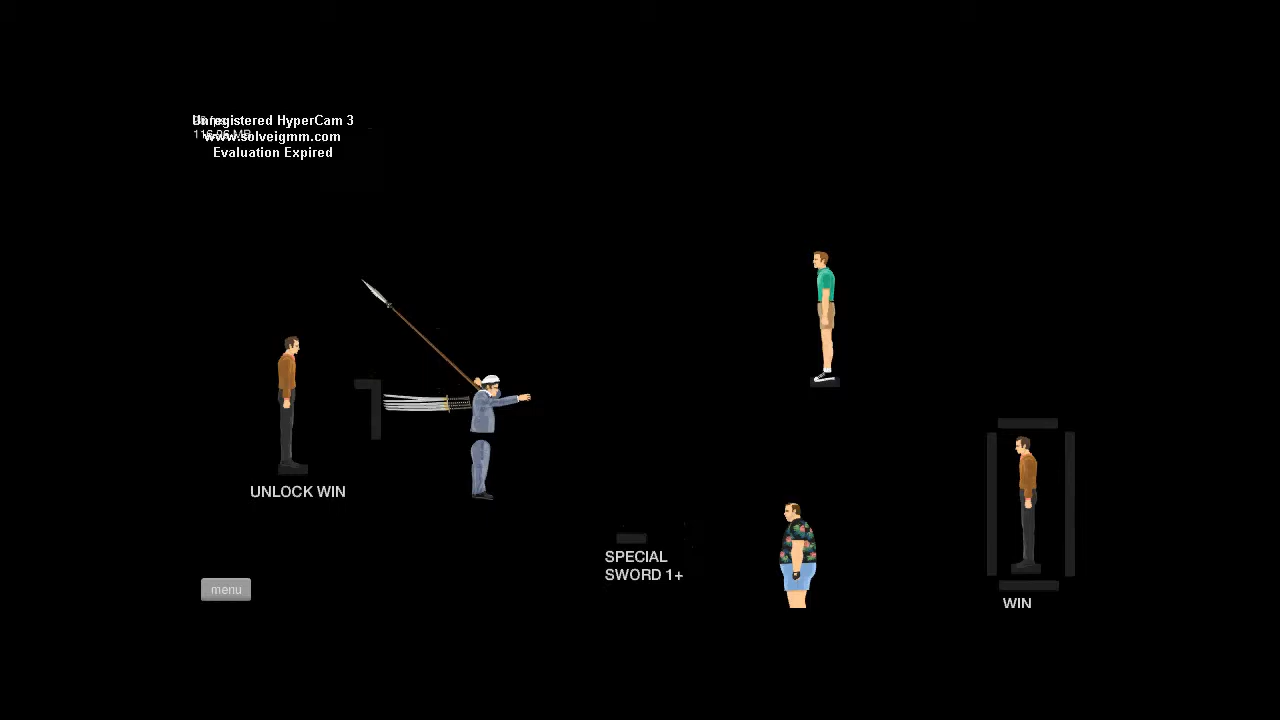 Unregistered HyperCam 3
www.solveigmm.com
Evaluation Expired
UNLOCK WIN
SPECIAL
SWORD 1+
menu
WIN